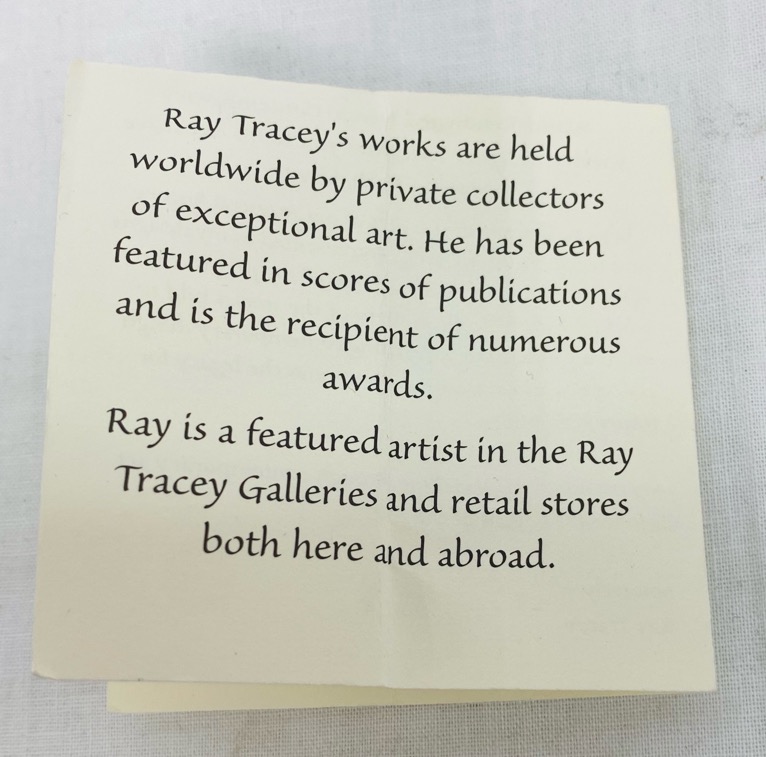 Ray Tracey's works are held
worldwide by private collectors
of exceptional art. He has been
featured in scores of publications
and is the recipient of numerous
awards.
Ray is a featured artist in the Ray
Tracey Galleries and retail stores
both here and abroad.